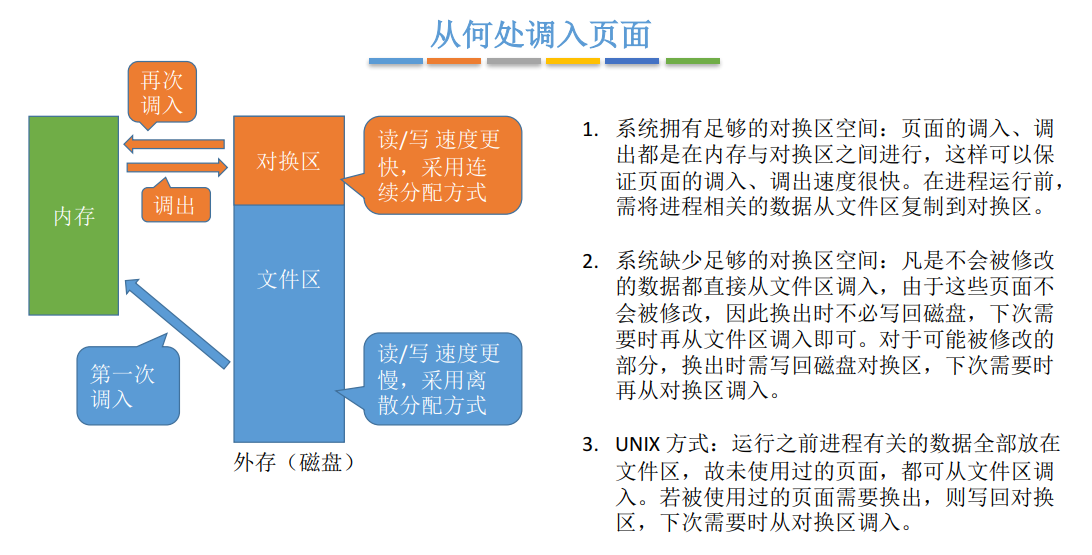 从何处调入页面
再次
调入
调出
内存
对换区
文件区
读/写 速度更
快，采用连
续分配方式
第一次
调入
读/写 速度更
慢，采用离
散分配方式
外存（磁盘）
1. 系统拥有足够的对换区空间：页面的调入、调
出都是在内存与对换区之间进行，这样可以保
证页面的调入、调出速度很快。在进程运行前，
需将进程相关的数据从文件区复制到对换区。
2. 系统缺少足够的对换区空间：凡是不会被修改
的数据都直接从文件区调入，由于这些页面不
会被修改，因此换出时不必写回磁盘，下次需
要时再从文件区调入即可。对于可能被修改的
部分，换出时需写回磁盘对换区，下次需要时
再从对换区调入。
3. UNIX 方式：运行之前进程有关的数据全部放在
文件区，故未使用过的页面，都可从文件区调
入。若被使用过的页面需要换出，则写回对换
区，下次需要时从对换区调入。